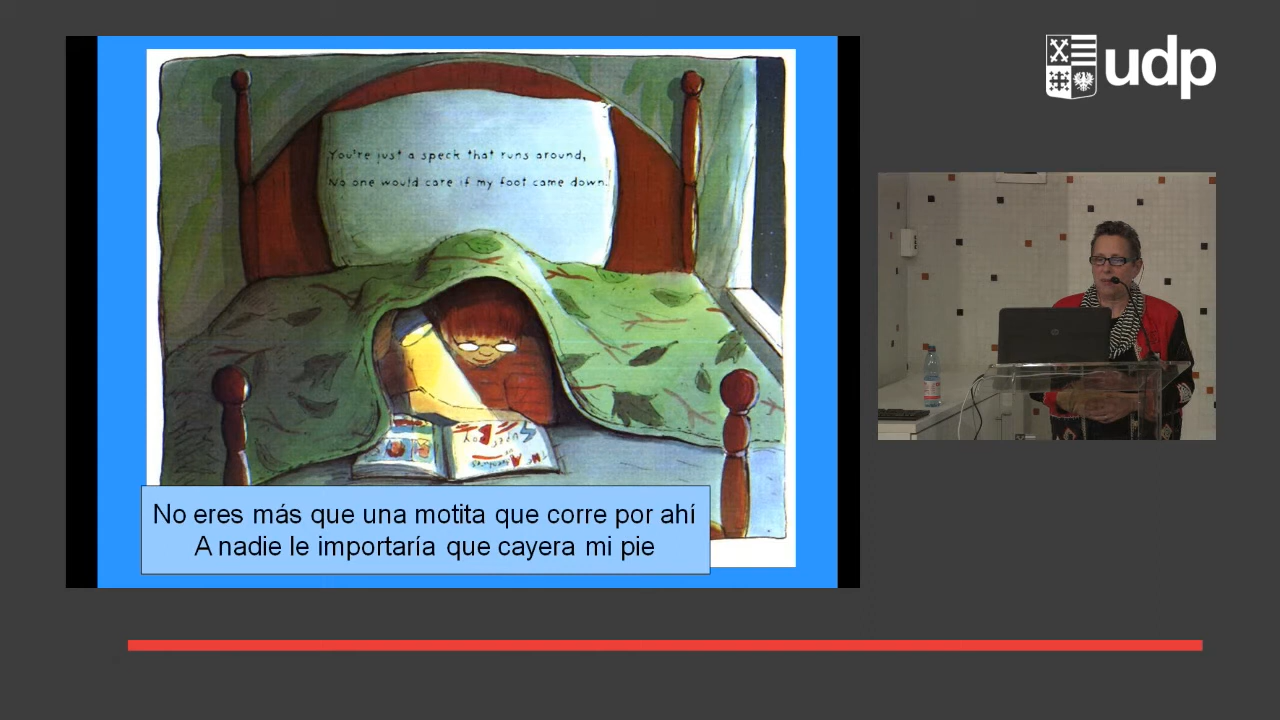 udp
You're just a speck that runs around,
No one would care if my foot came down.
No eres más que una motita que corre por ahí
A nadie le importaría que cayera mi pie